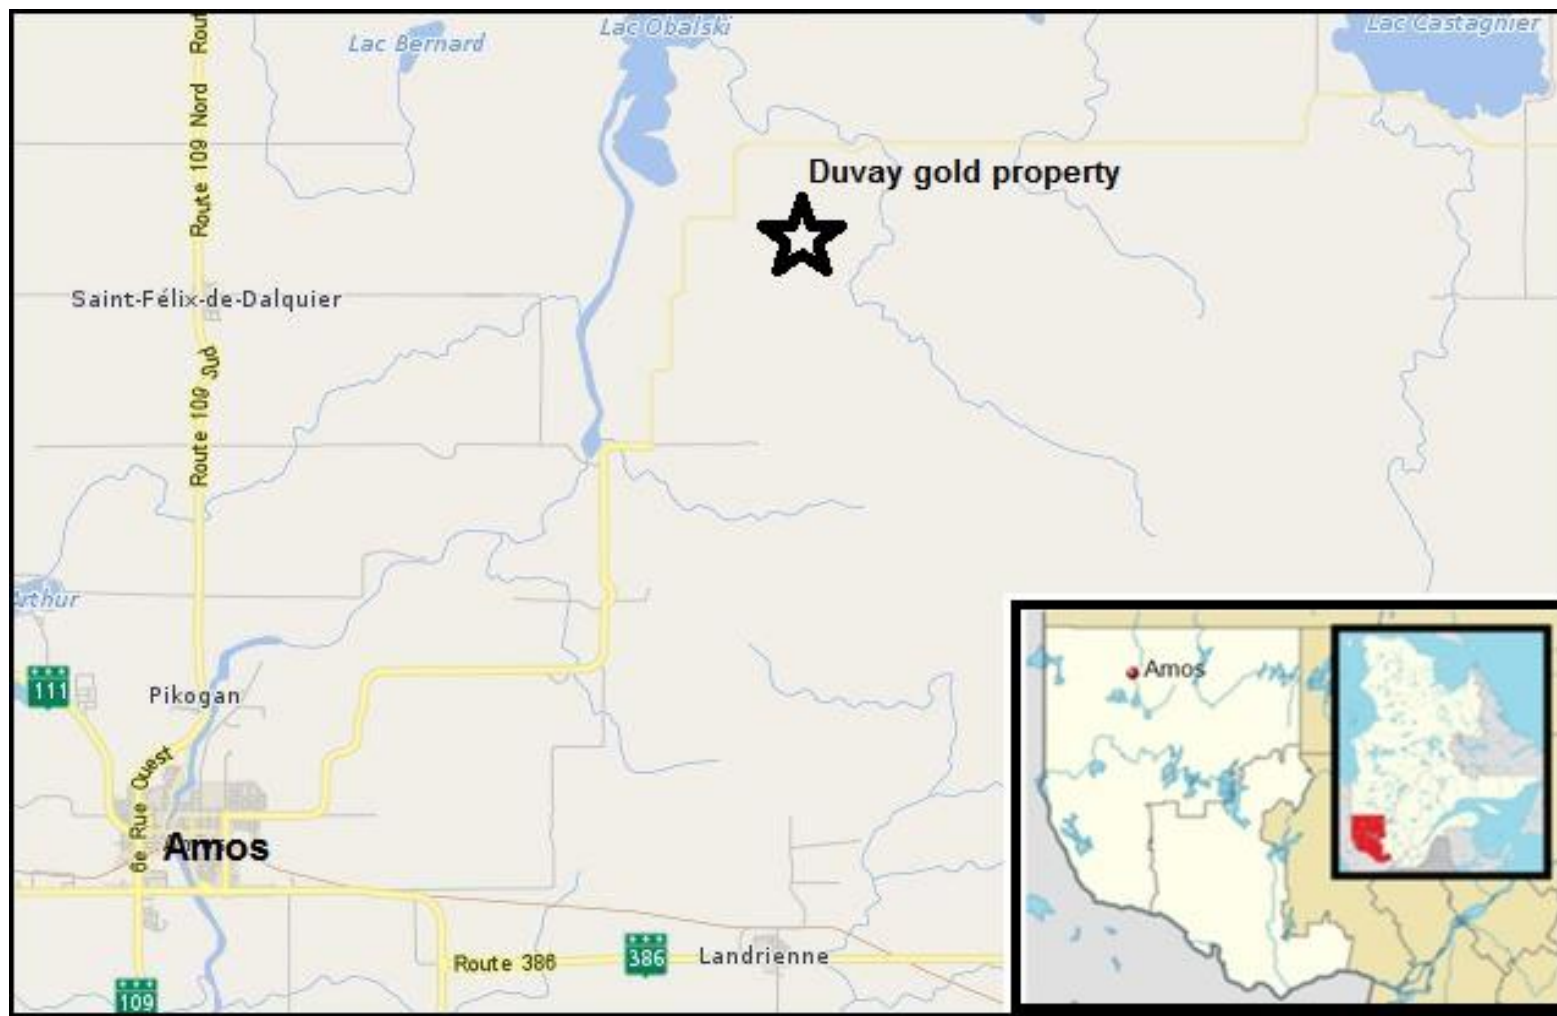 Lac Obalski
Lac Castagnier
Lac Bernard
Rout
Route 109 Nord
Duvay gold property
Saint-Félix-de-Dalquier
Route 109 Sud
Arthur
111
Pikogan
Amos
6e Rue Ouest
Amos
Route 386
386
Landrienne
109